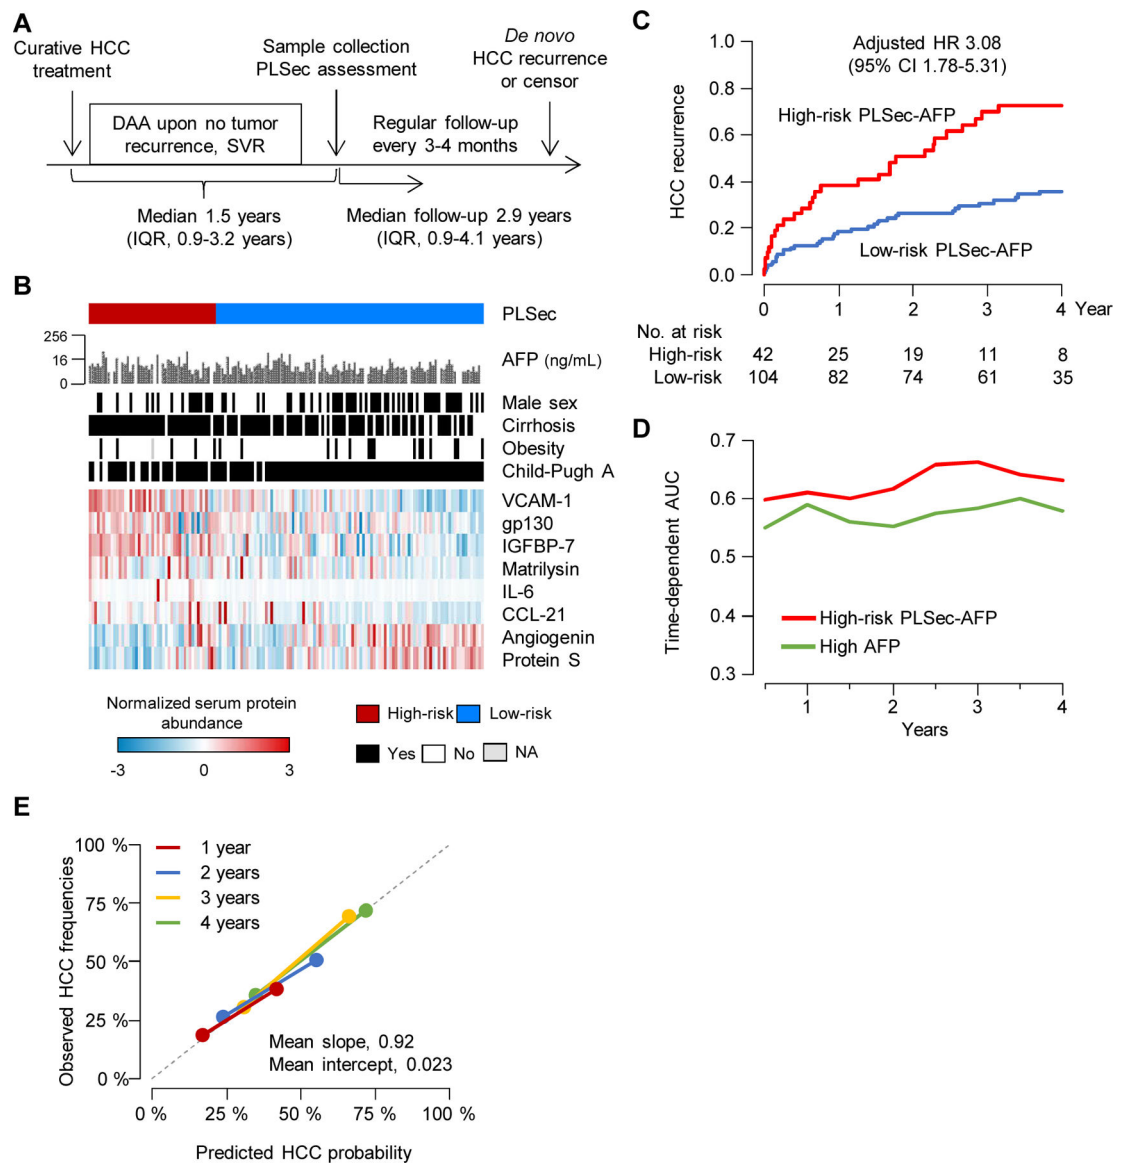 A
Curative HCC
treatment
Sample collection
PLSec assessment
De novo
HCC recurrence
or censor
DAA upon no tumor
recurrence, SVR
Regular follow-up
every 3-4 months
Median 1.5 years
(IQR, 0.9-3.2 years)
Median follow-up 2.9 years
(IQR, 0.9-4.1 years)
B
PLSec
256
16
0
AFP (ng/mL)
Male sex
Cirrhosis
Obesity
Child-Pugh A
VCAM-1
gp130
IGFBP-7
Matrilysin
IL-6
CCL-21
Angiogenin
Protein S
Normalized serum protein
abundance
-3 0 3
High-risk Low-risk
Yes No NA
C
Adjusted HR 3.08
(95% CI 1.78-5.31)
HCC recurrence
1.0
0.8
0.6
0.4
0.2
0.0
High-risk PLSec-AFP
Low-risk PLSec-AFP
0 1 2 3 4 Year
No. at risk
High-risk 42 25 19 11 8
Low-risk 104 82 74 61 35
D
Time-dependent AUC
0.7
0.6
0.5
0.4
0.3
High-risk PLSec-AFP
High AFP
1 2 3 4
Years
E
Observed HCC frequencies
100 %
75 %
50 %
25 %
0 %
1 year
2 years
3 years
4 years
Mean slope, 0.92
Mean intercept, 0.023
0 % 25 % 50 % 75 % 100 %
Predicted HCC probability